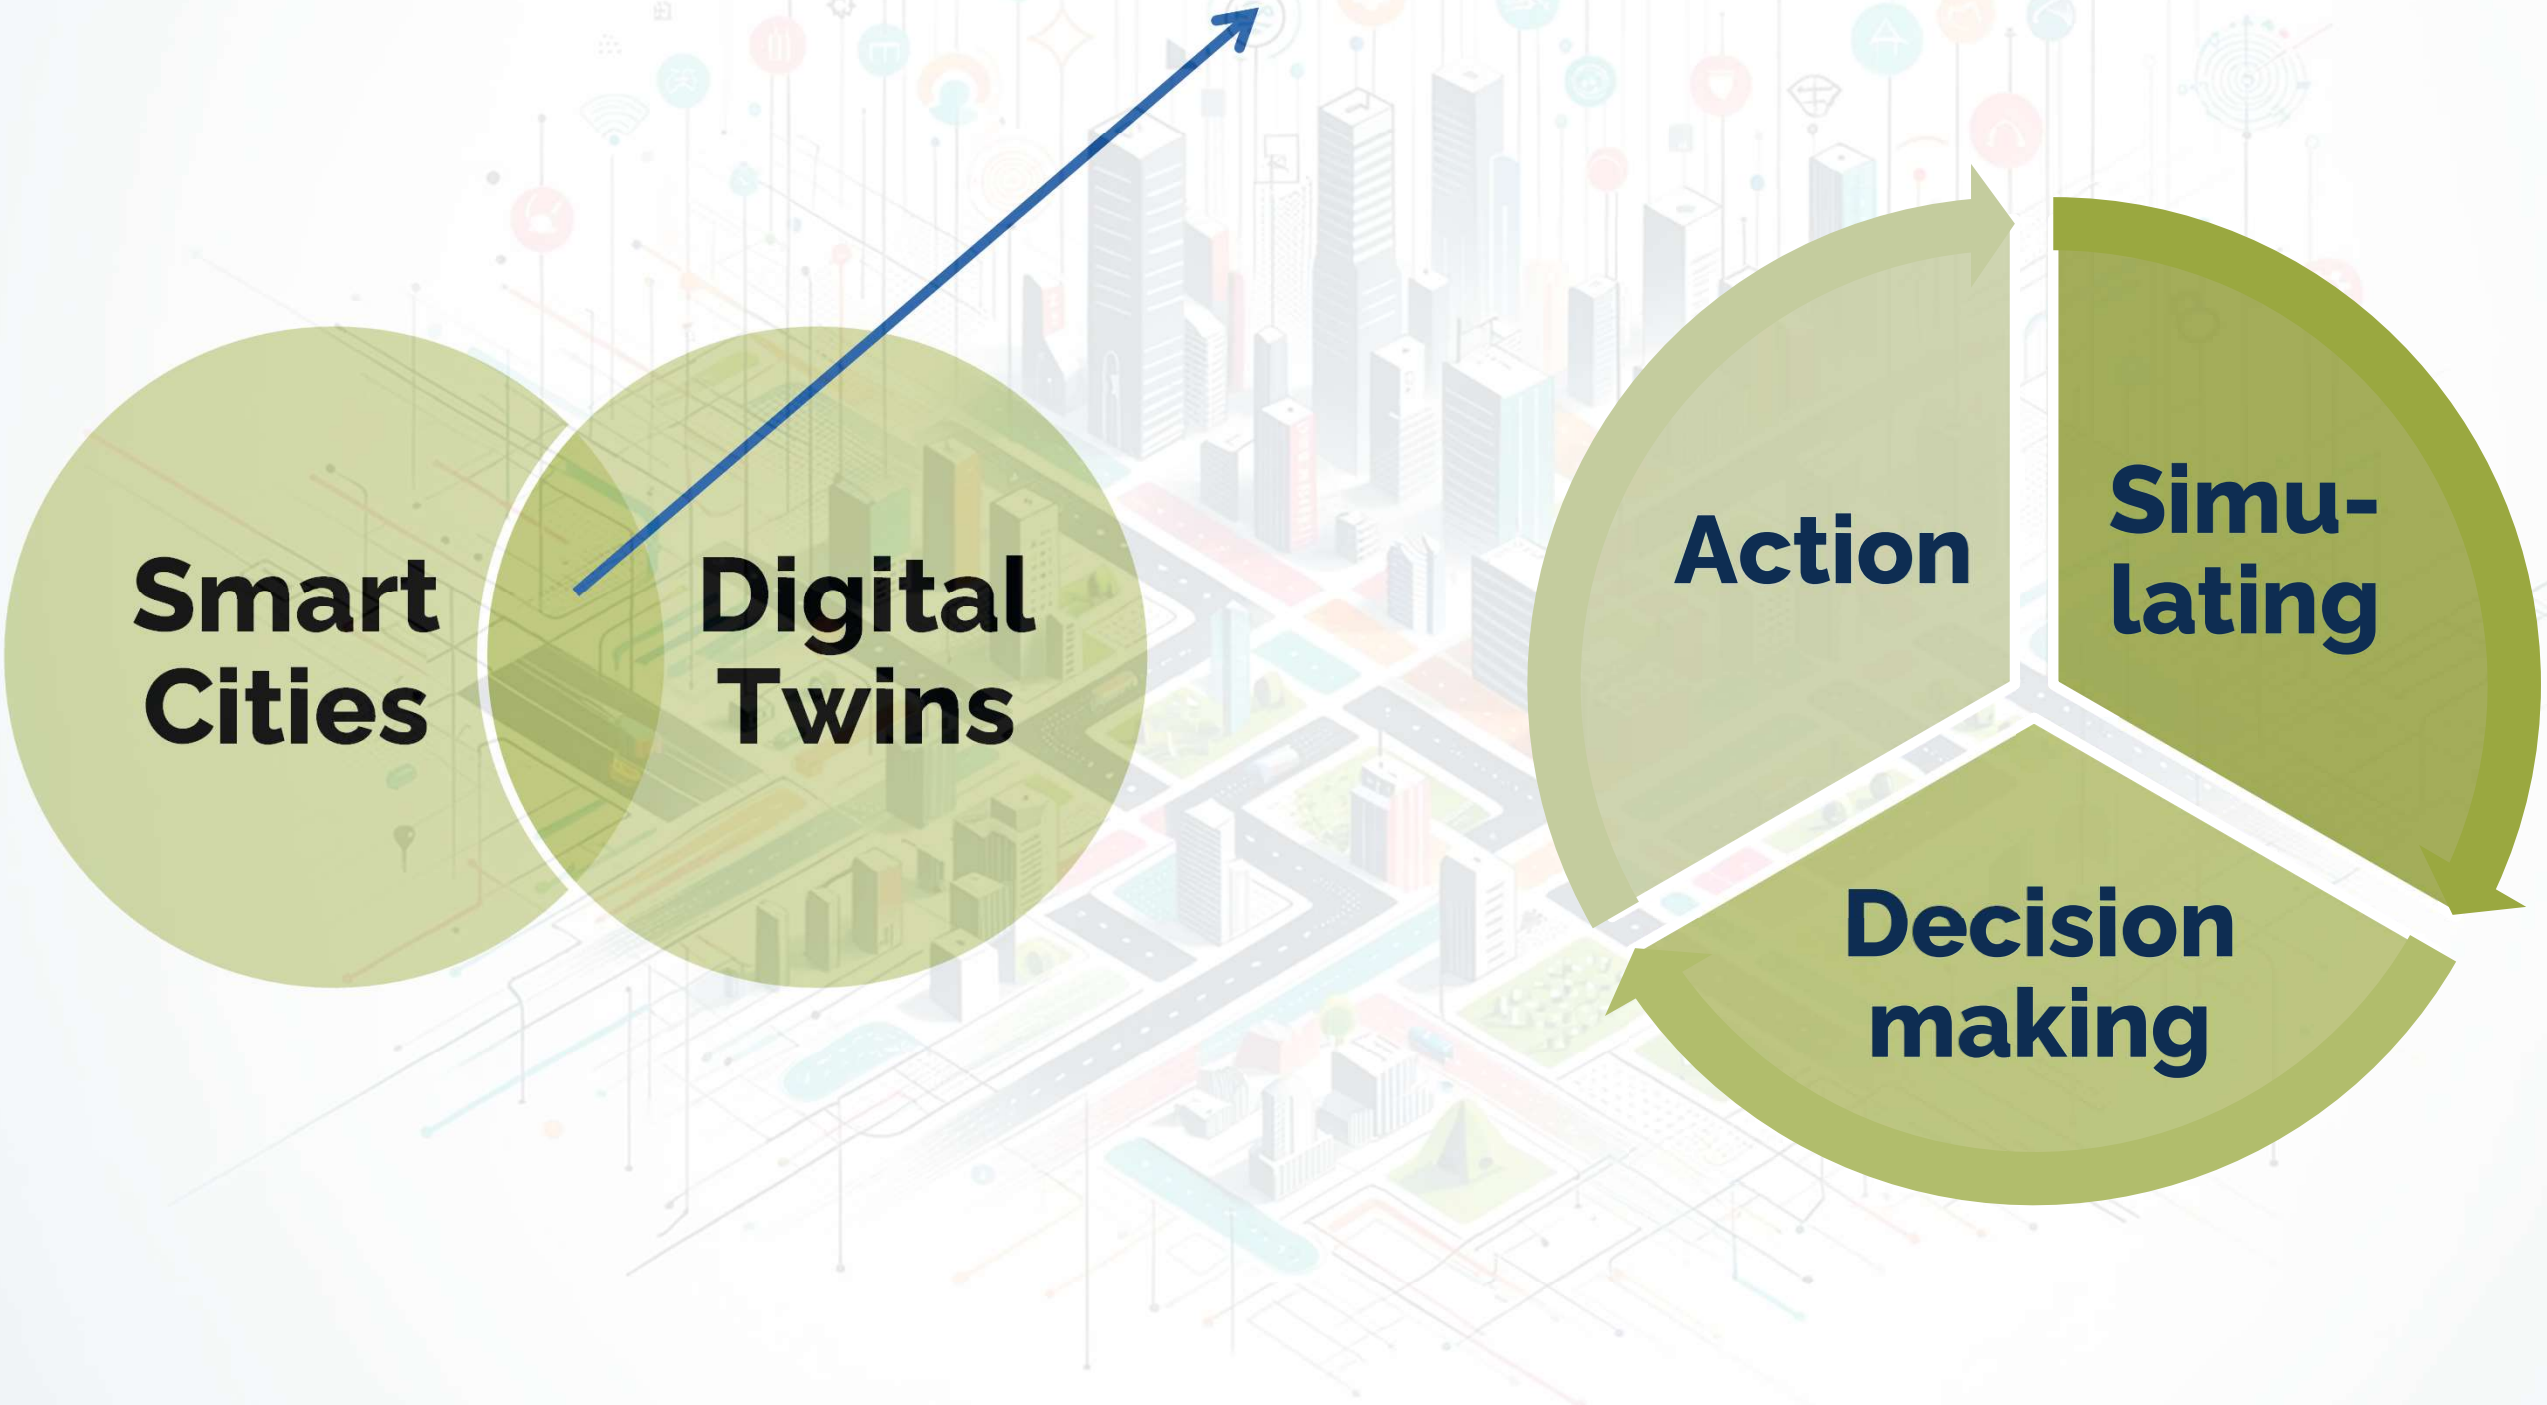 Smart
Cities
Digital
Twins
Action
Simu-
lating
Decision
making